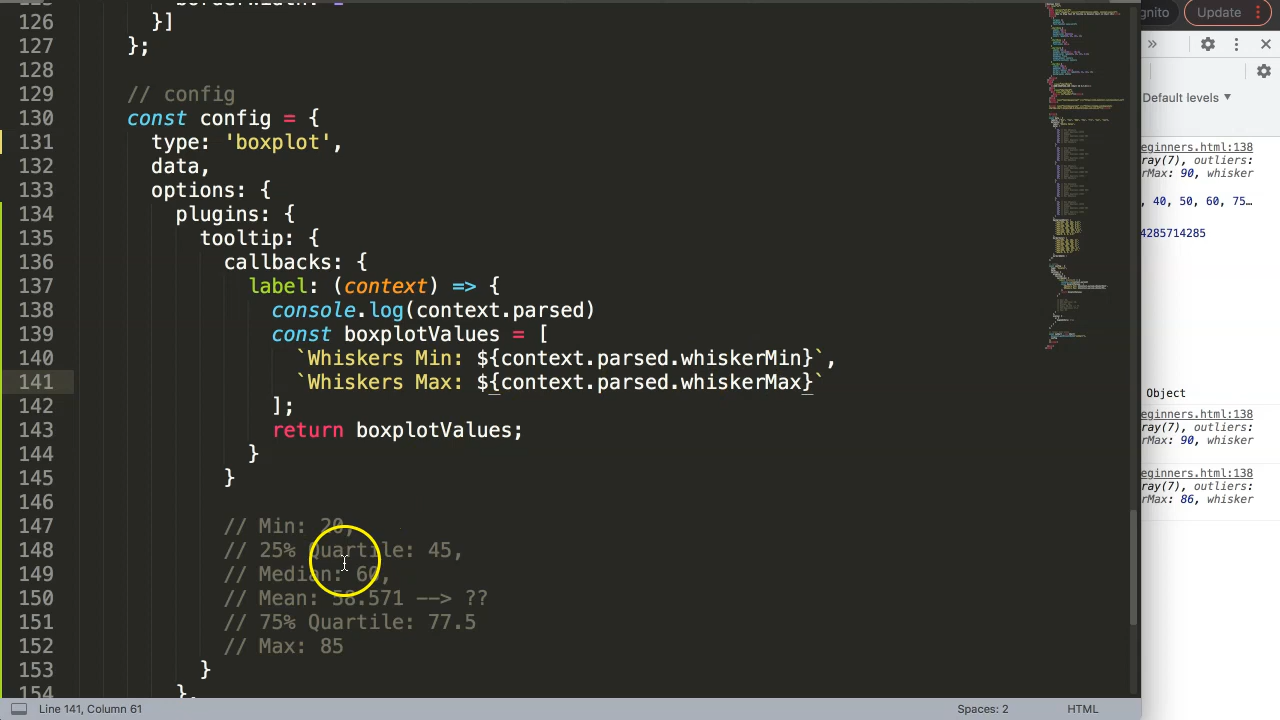 126 }]
127 };
128
129 // config
130 const config = {
131 type: 'boxplot',
132 data,
133 options: {
134 plugins: {
135 tooltip: {
136 callbacks: {
137 label: (context) => {
138 console.log(context.parsed)
139 const boxplotValues = [
140 `Whiskers Min: ${context.parsed.whiskerMin}`,
141 `Whiskers Max: ${context.parsed.whiskerMax}`
142 ];
143 return boxplotValues;
144 }
145 }
146
147 // Min: 20,
148 // 25% Quartile: 45,
149 // Median: 60,
150 // Mean: 58.571 --> ??
151 // 75% Quartile: 77.5
152 // Max: 85
153 }
154 },
Line 141, Column 61
Spaces: 2
HTML
gnito
Update
Default levels
eginners.html:138
ray(7), outliers:
rMax: 90, whisker
, 40, 50, 60, 75…
4285714285
Object
eginners.html:138
ray(7), outliers:
rMax: 90, whisker
eginners.html:138
ray(7), outliers:
rMax: 86, whisker